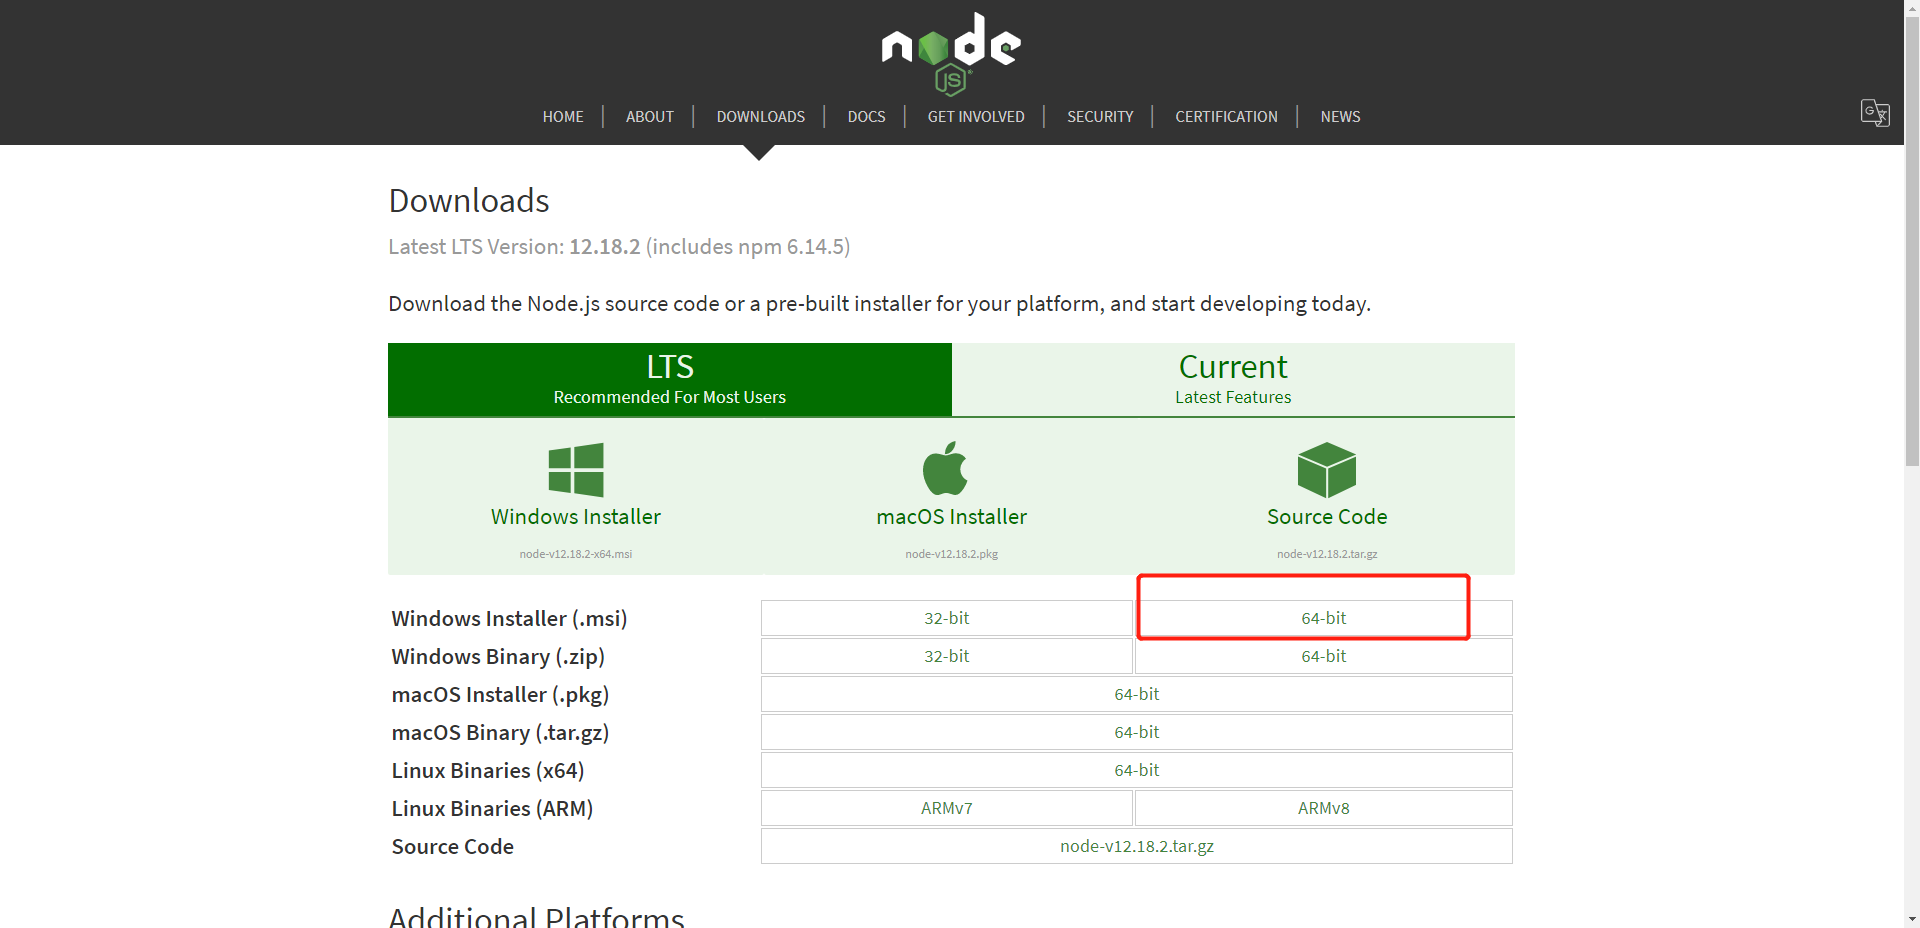 node
JS
HOME ABOUT DOWNLOADS DOCS GET INVOLVED SECURITY CERTIFICATION NEWS
Downloads
Latest LTS Version: 12.18.2 (includes npm 6.14.5)
Download the Node.js source code or a pre-built installer for your platform, and start developing today.
LTS
Recommended For Most Users
Current
Latest Features
Windows Installer
node-v12.18.2-x64.msi
macOS Installer
node-v12.18.2.pkg
Source Code
node-v12.18.2.tar.gz
Windows Installer (.msi) 32-bit 64-bit
Windows Binary (.zip) 32-bit 64-bit
macOS Installer (.pkg) 64-bit
macOS Binary (.tar.gz) 64-bit
Linux Binaries (x64) 64-bit
Linux Binaries (ARM) ARMv7 ARMv8
Source Code node-v12.18.2.tar.gz
Additional Platforms